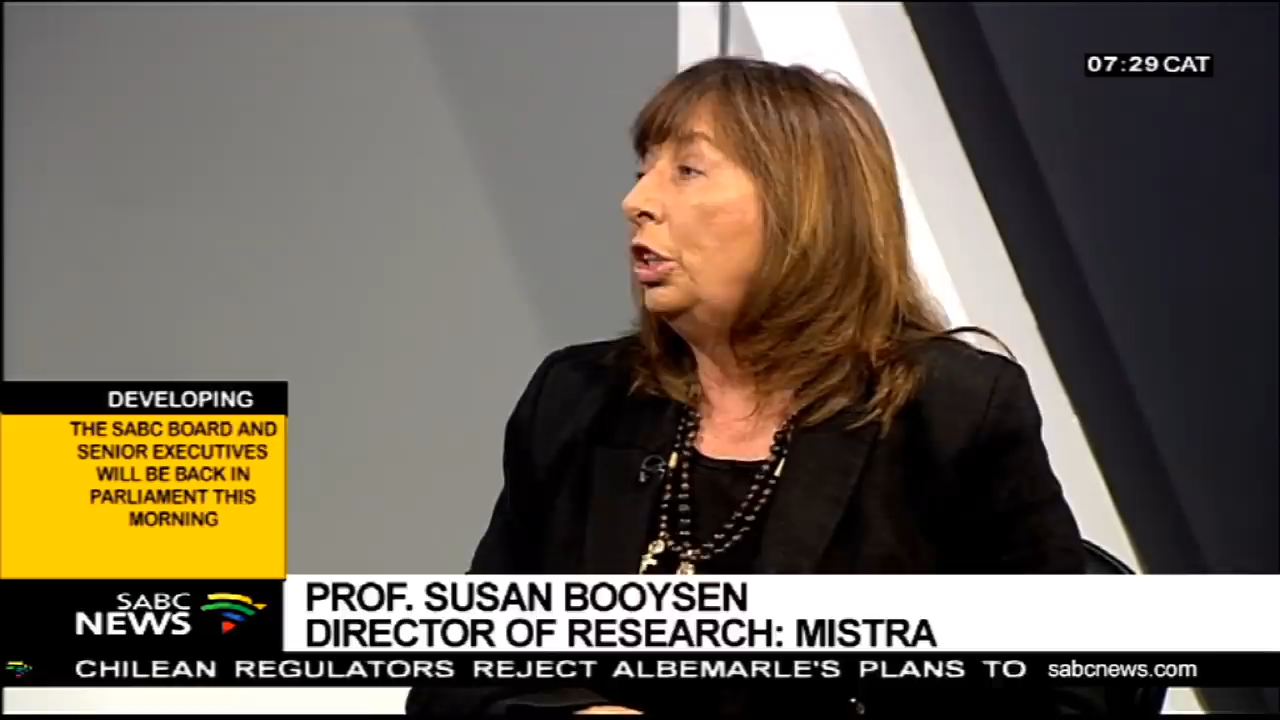 07:29 CAT
DEVELOPING
THE SABC BOARD AND
SENIOR EXECUTIVES
WILL BE BACK IN
PARLIAMENT THIS
MORNING
SABC
NEWS
PROF. SUSAN BOOYSEN
DIRECTOR OF RESEARCH: MISTRA
CHILEAN REGULATORS REJECT ALBEMARLE'S PLANS TO
sabcnews.com